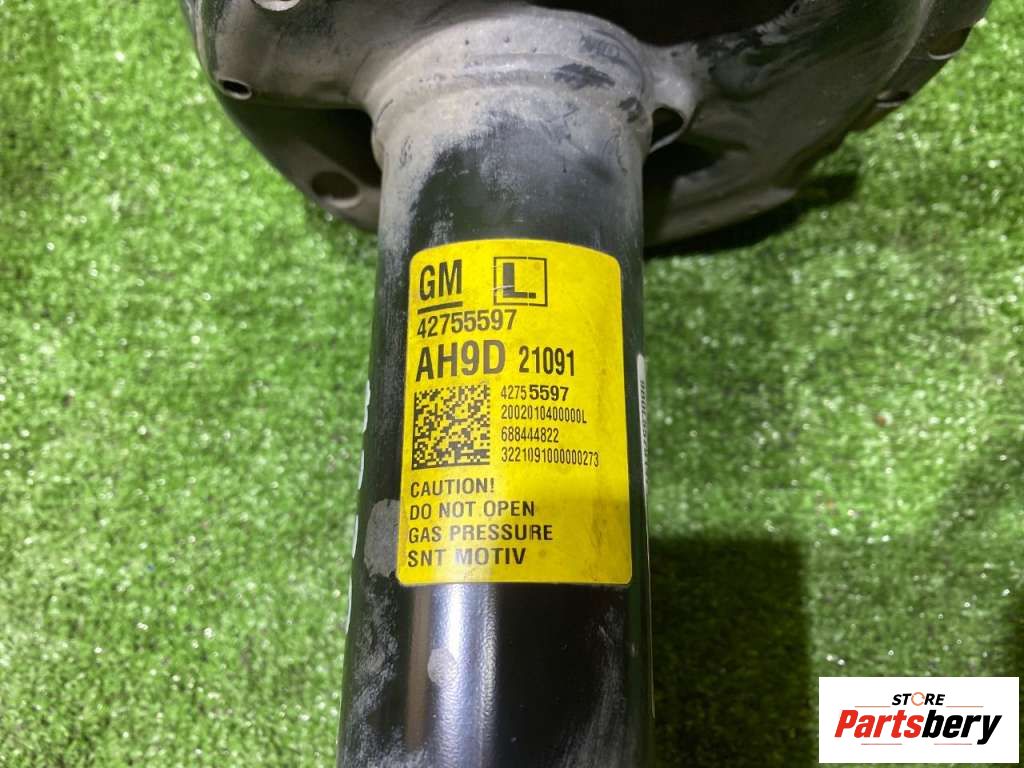 GM L
42755597
AH9D 21091
42755597
2002010400000L
688444822
3221091000000273
CAUTION!
DO NOT OPEN
GAS PRESSURE
SNT MOTIV
STORE
Partsbery